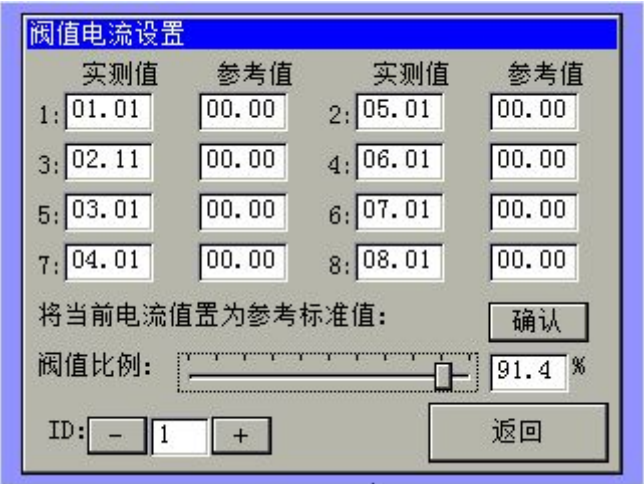 阀值电流设置
实测值 参考值 实测值 参考值
1: 01.01 00.00 2: 05.01 00.00
3: 02.11 00.00 4: 06.01 00.00
5: 03.01 00.00 6: 07.01 00.00
7: 04.01 00.00 8: 08.01 00.00
将当前电流值置为参考标准值: 确认
阀值比例: 91.4 %
ID: - 1 + 返回